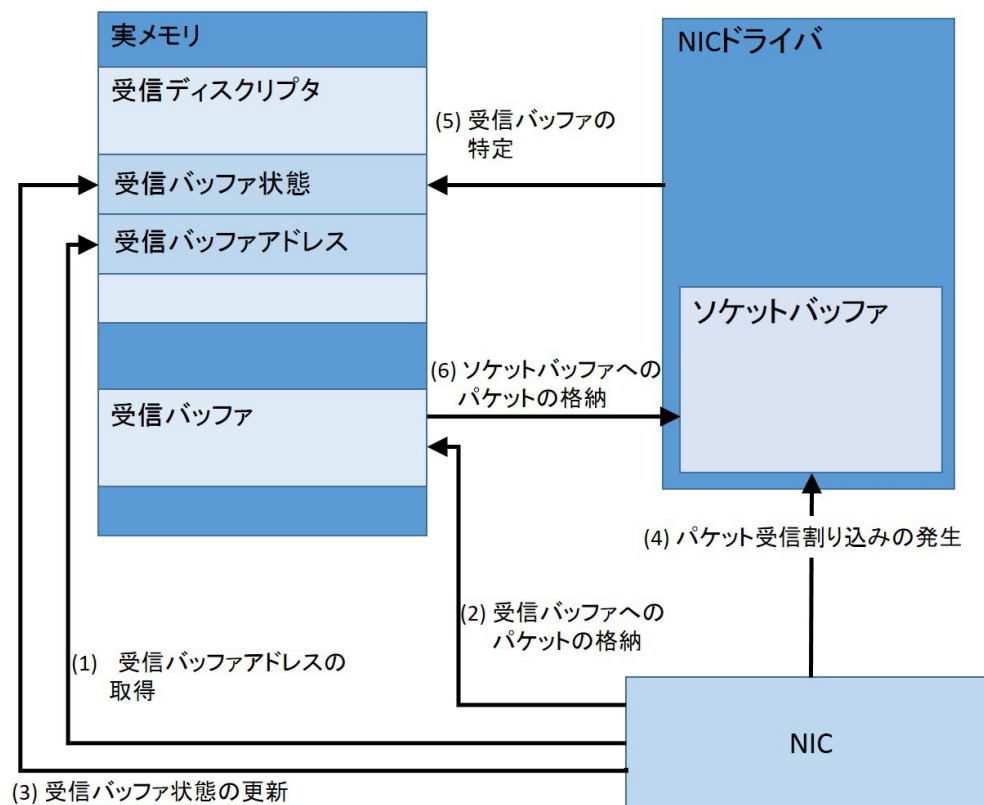 実メモリ
受信ディスクリプタ
受信バッファ状態
受信バッファアドレス
受信バッファ
NICドライバ
ソケットバッファ
(5) 受信バッファの
特定
(6) ソケットバッファへの
パケットの格納
(4) パケット受信割り込みの発生
(2) 受信バッファへの
パケットの格納
(1) 受信バッファアドレスの
取得
NIC
(3) 受信バッファ状態の更新